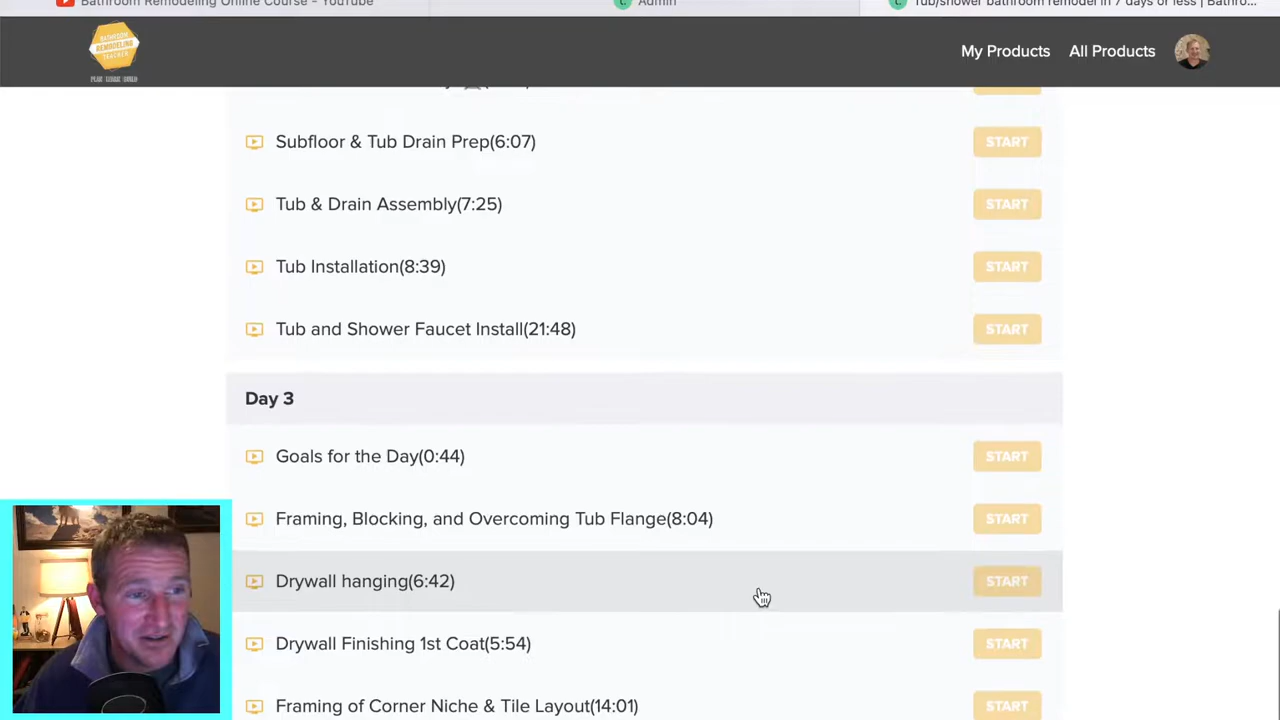 Bathroom Remodeling Online Course - YouTube
Admin
Tub/shower bathroom remodel in 7 days or less | Bathro...
BATHROOM
REMODELING
TRACKER
My Products
All Products
Subfloor & Tub Drain Prep(6:07)
START
Tub & Drain Assembly(7:25)
START
Tub Installation(8:39)
START
Tub and Shower Faucet Install(21:48)
START
Day 3
Goals for the Day(0:44)
START
Framing, Blocking, and Overcoming Tub Flange(8:04)
START
Drywall hanging(6:42)
START
Drywall Finishing 1st Coat(5:54)
START
Framing of Corner Niche & Tile Layout(14:01)
START